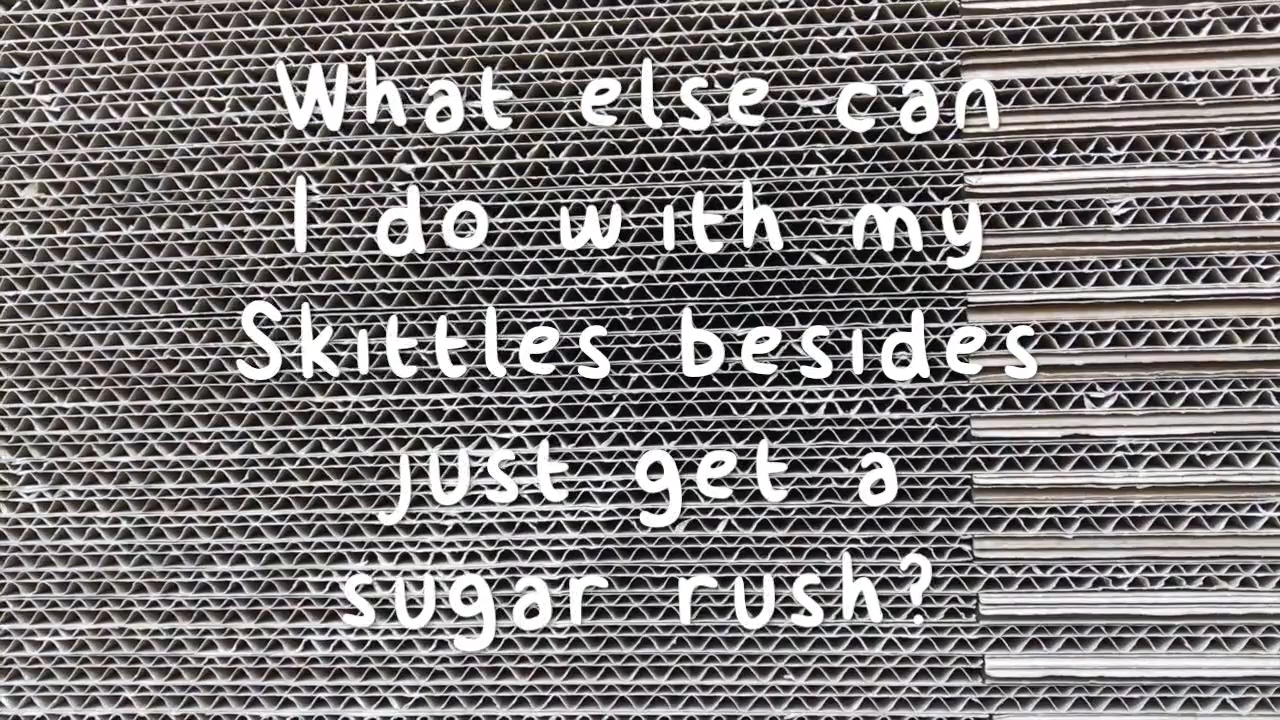 What else can
I do with my
Skittles besides
just get a
sugar rush?